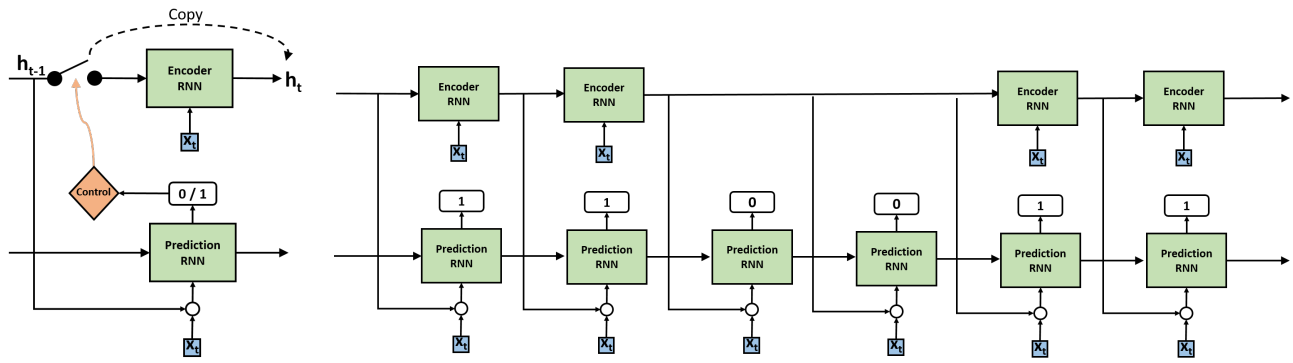 Copy
h_{t-1}
Encoder
RNN
h_t
x_t
Control
0 / 1
Prediction
RNN
x_t
Encoder
RNN
Encoder
RNN
Encoder
RNN
Encoder
RNN
x_t
x_t
x_t
x_t
1
1
0
0
1
1
Prediction
RNN
Prediction
RNN
Prediction
RNN
Prediction
RNN
Prediction
RNN
Prediction
RNN
x_t
x_t
x_t
x_t
x_t
x_t